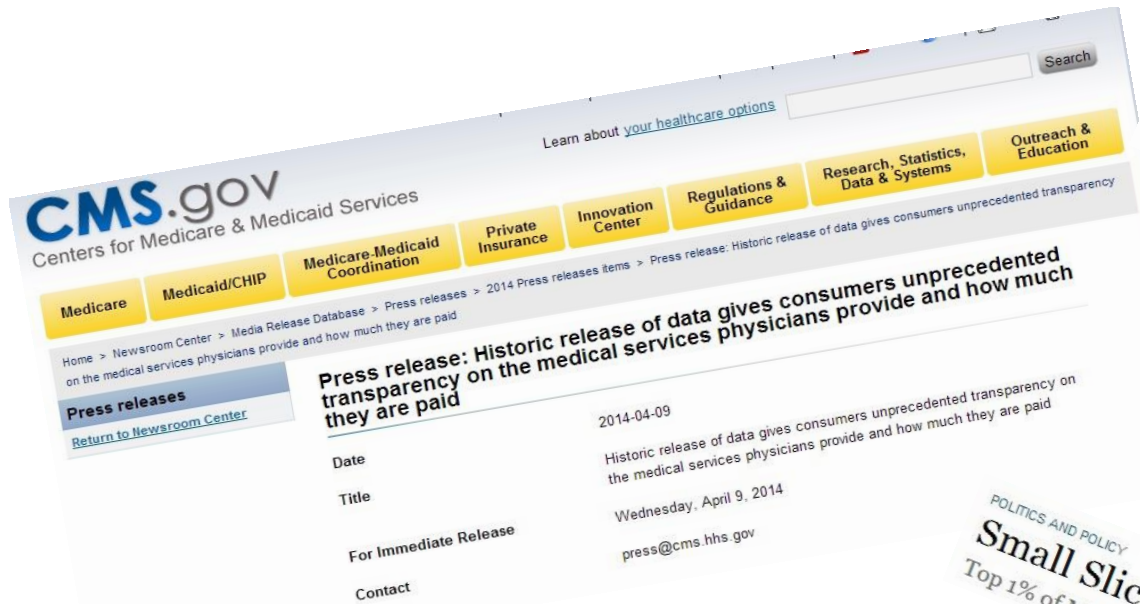 Search
Learn about your healthcare options
CMS.gov
Centers for Medicare & Medicaid Services
Medicare
Medicaid/CHIP
Medicare-Medicaid
Coordination
Private
Insurance
Innovation
Center
Regulations &
Guidance
Research, Statistics,
Data & Systems
Outreach &
Education
Home > Newsroom Center > Media Release Database > Press releases > 2014 Press releases items > Press release: Historic release of data gives consumers unprecedented transparency
on the medical services physicians provide and how much they are paid
Press releases
Return to Newsroom Center
Press release: Historic release of data gives consumers unprecedented
transparency on the medical services physicians provide and how much
they are paid
Date
2014-04-09
Title
Historic release of data gives consumers unprecedented transparency on
the medical services physicians provide and how much they are paid
For Immediate Release
Wednesday, April 9, 2014
Contact
press@cms.hhs.gov
POLITICS AND POLICY
Small
Top 1% of